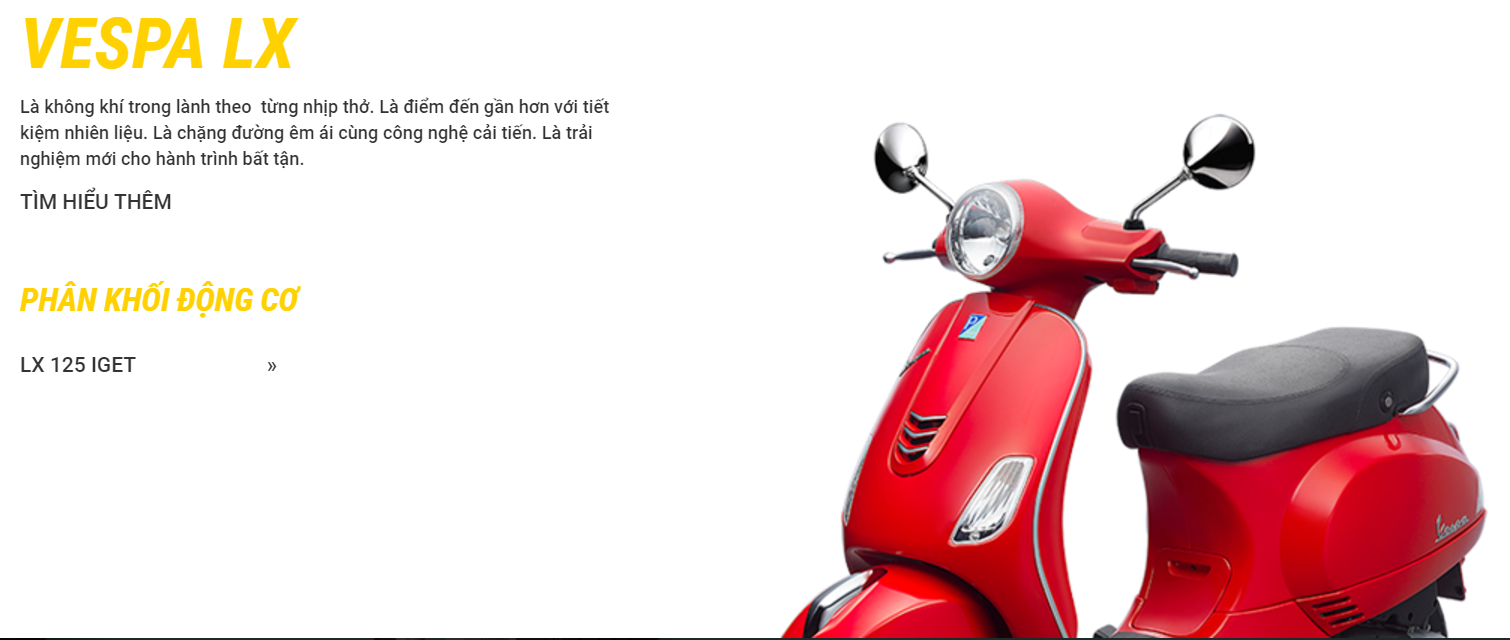 VESPA LX
Là không khí trong lành theo  từng nhịp thở. Là điểm đến gần hơn với tiết
kiệm nhiên liệu. Là chặng đường êm ái cùng công nghệ cải tiến. Là trải
nghiệm mới cho hành trình bất tận.
TÌM HIỂU THÊM
PHÂN KHỐI ĐỘNG CƠ
LX 125 IGET »
Vespa